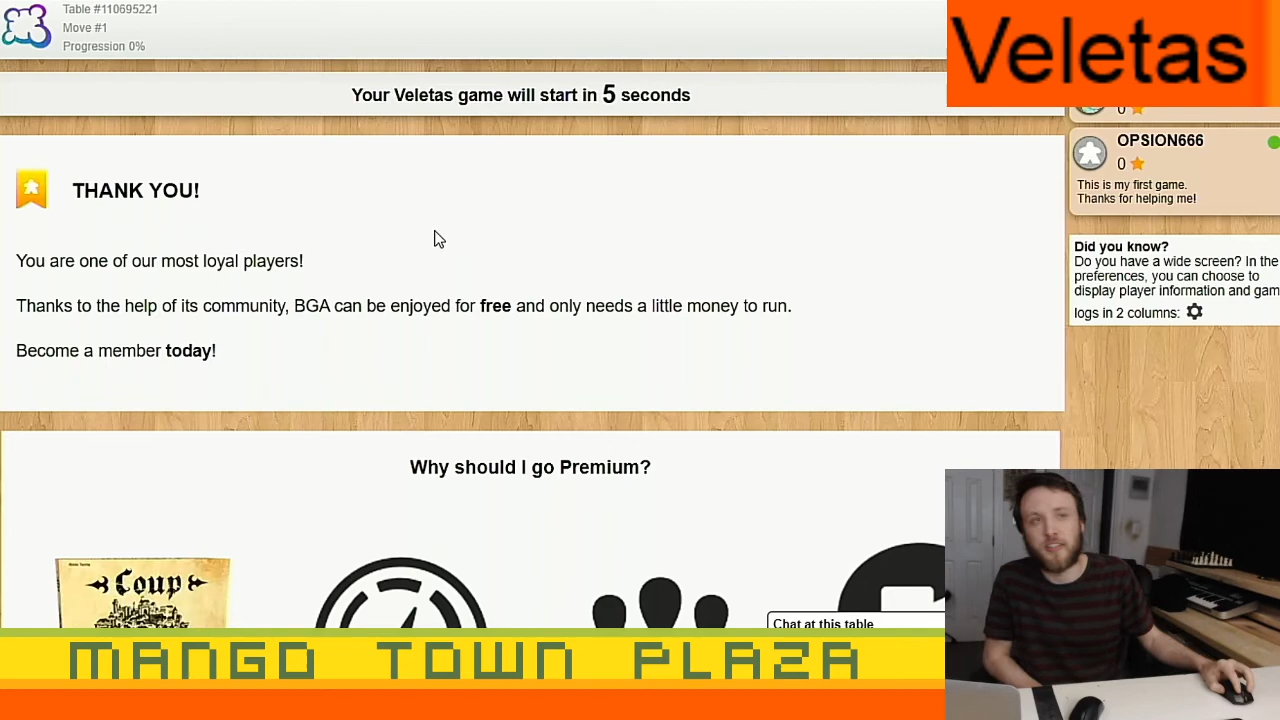 Table #110695221
Move #1
Progression 0%
Veletas
Your Veletas game will start in 5 seconds
0
OPSION666
0
This is my first game.
Thanks for helping me!
THANK YOU!
You are one of our most loyal players!
Thanks to the help of its community, BGA can be enjoyed for free and only needs a little money to run.
Become a member today!
Did you know?
Do you have a wide screen? In the
preferences, you can choose to
display player information and gam
logs in 2 columns:
Why should I go Premium?
Coup
Chat at this table
MANGO TOWN PLAZA